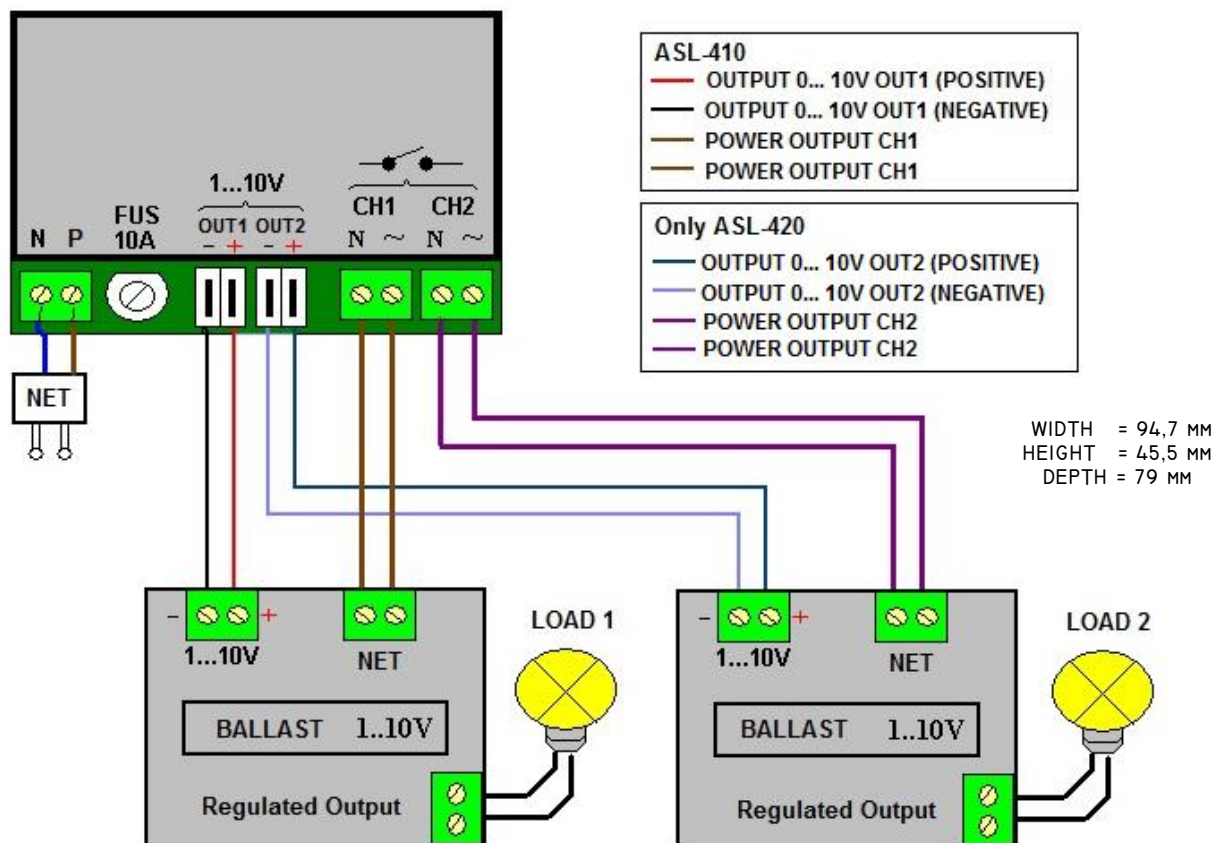 ASL-410
OUTPUT 0... 10V OUT1 (POSITIVE)
OUTPUT 0... 10V OUT1 (NEGATIVE)
POWER OUTPUT CH1
POWER OUTPUT CH1
Only ASL-420
OUTPUT 0... 10V OUT2 (POSITIVE)
OUTPUT 0... 10V OUT2 (NEGATIVE)
POWER OUTPUT CH2
POWER OUTPUT CH2
1...10V
CH1 CH2
FUS
10A
OUT1 OUT2
N P
- + - +
N ~ N ~
NET
WIDTH = 94,7 мм
HEIGHT = 45,5 мм
DEPTH = 79 мм
- +
1...10V
NET
BALLAST 1..10V
Regulated Output
LOAD 1
- +
1...10V
NET
BALLAST 1..10V
Regulated Output
LOAD 2